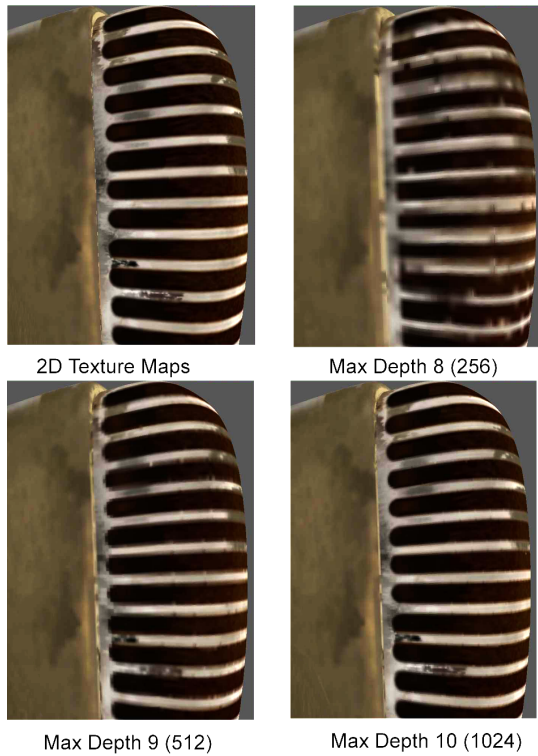 2D Texture Maps
Max Depth 8 (256)
Max Depth 9 (512)
Max Depth 10 (1024)